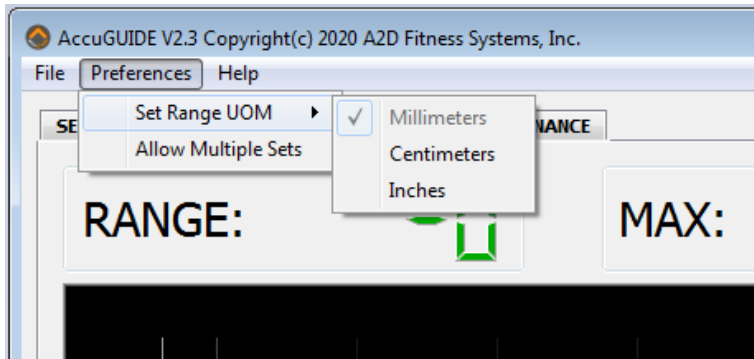 AccuGUIDE V2.3 Copyright(c) 2020 A2D Fitness Systems, Inc.
File Preferences Help
Set Range UOM
Allow Multiple Sets
Millimeters
Centimeters
Inches
RANGE:
MAX: